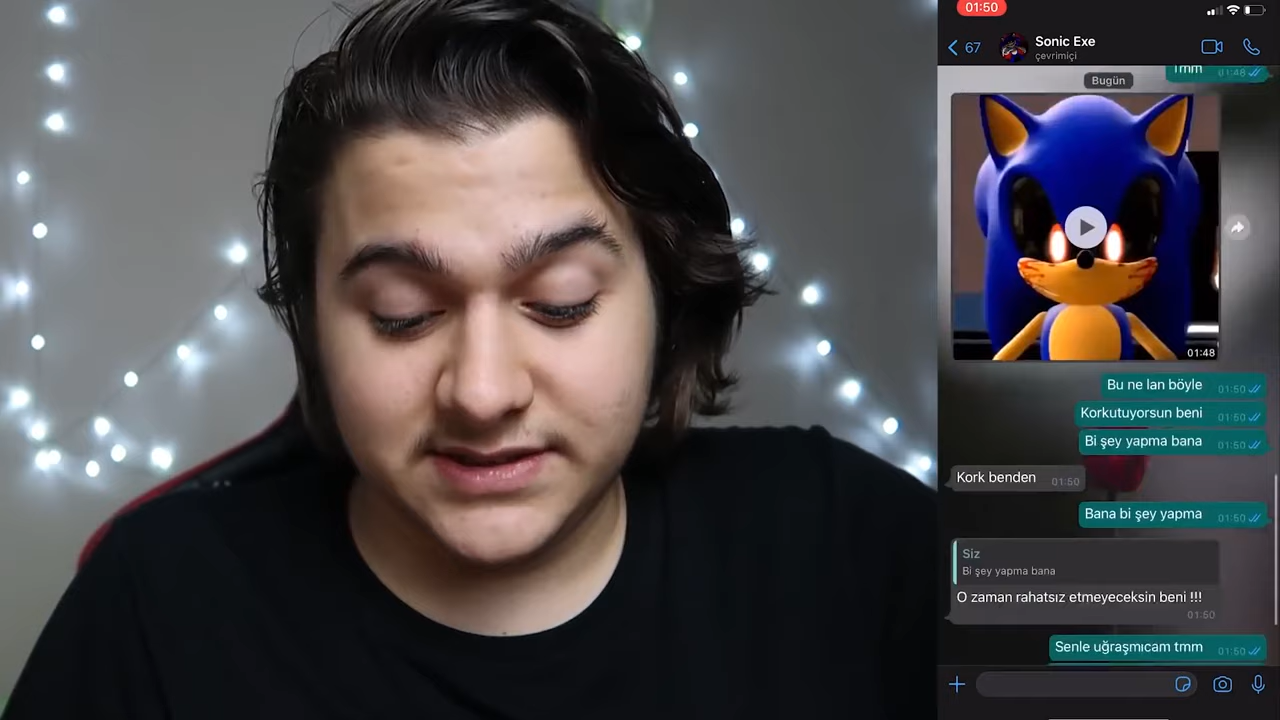 01:50
67
Sonic Exe
çevrimiçi
Tmm 01:48
Bugün
01:48
Bu ne lan böyle 01:50
Korkutuyorsun beni 01:50
Bi şey yapma bana 01:50
Kork benden 01:50
Bana bi şey yapma 01:50
Siz
Bi şey yapma bana
O zaman rahatsız etmeyeceksin beni !!!
01:50
Senle uğraşmıcam tmm 01:50